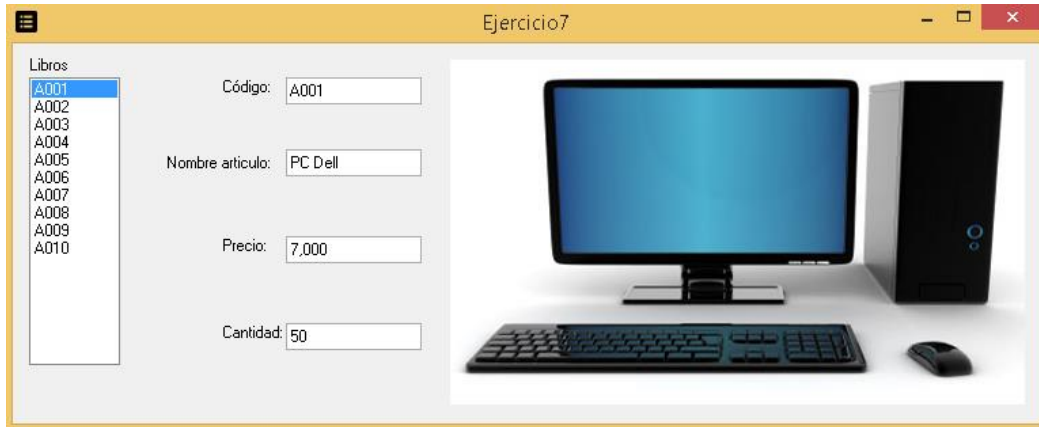 Ejercicio7
Libros
A001
A002
A003
A004
A005
A006
A007
A008
A009
A010
Código: A001
Nombre articulo: PC Dell
Precio: 7,000
Cantidad: 50